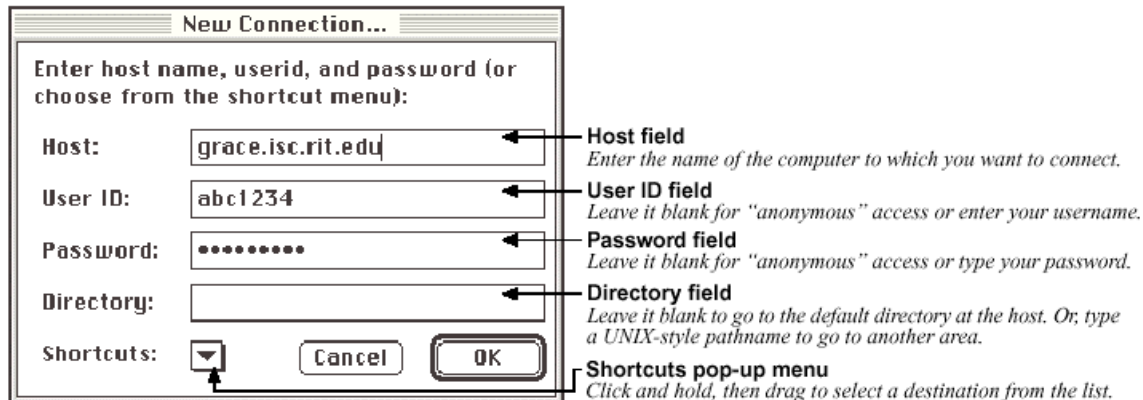 New Connection...
Enter host name, userid, and password (or
choose from the shortcut menu):
Host:
grace.isc.rit.edu
Host field
Enter the name of the computer to which you want to connect.
User ID:
abc1234
User ID field
Leave it blank for “anonymous” access or enter your username.
Password:
•••••••••
Password field
Leave it blank for “anonymous” access or type your password.
Directory:
Directory field
Leave it blank to go to the default directory at the host. Or, type
a UNIX-style pathname to go to another area.
Shortcuts:
Cancel
OK
Shortcuts pop-up menu
Click and hold, then drag to select a destination from the list.